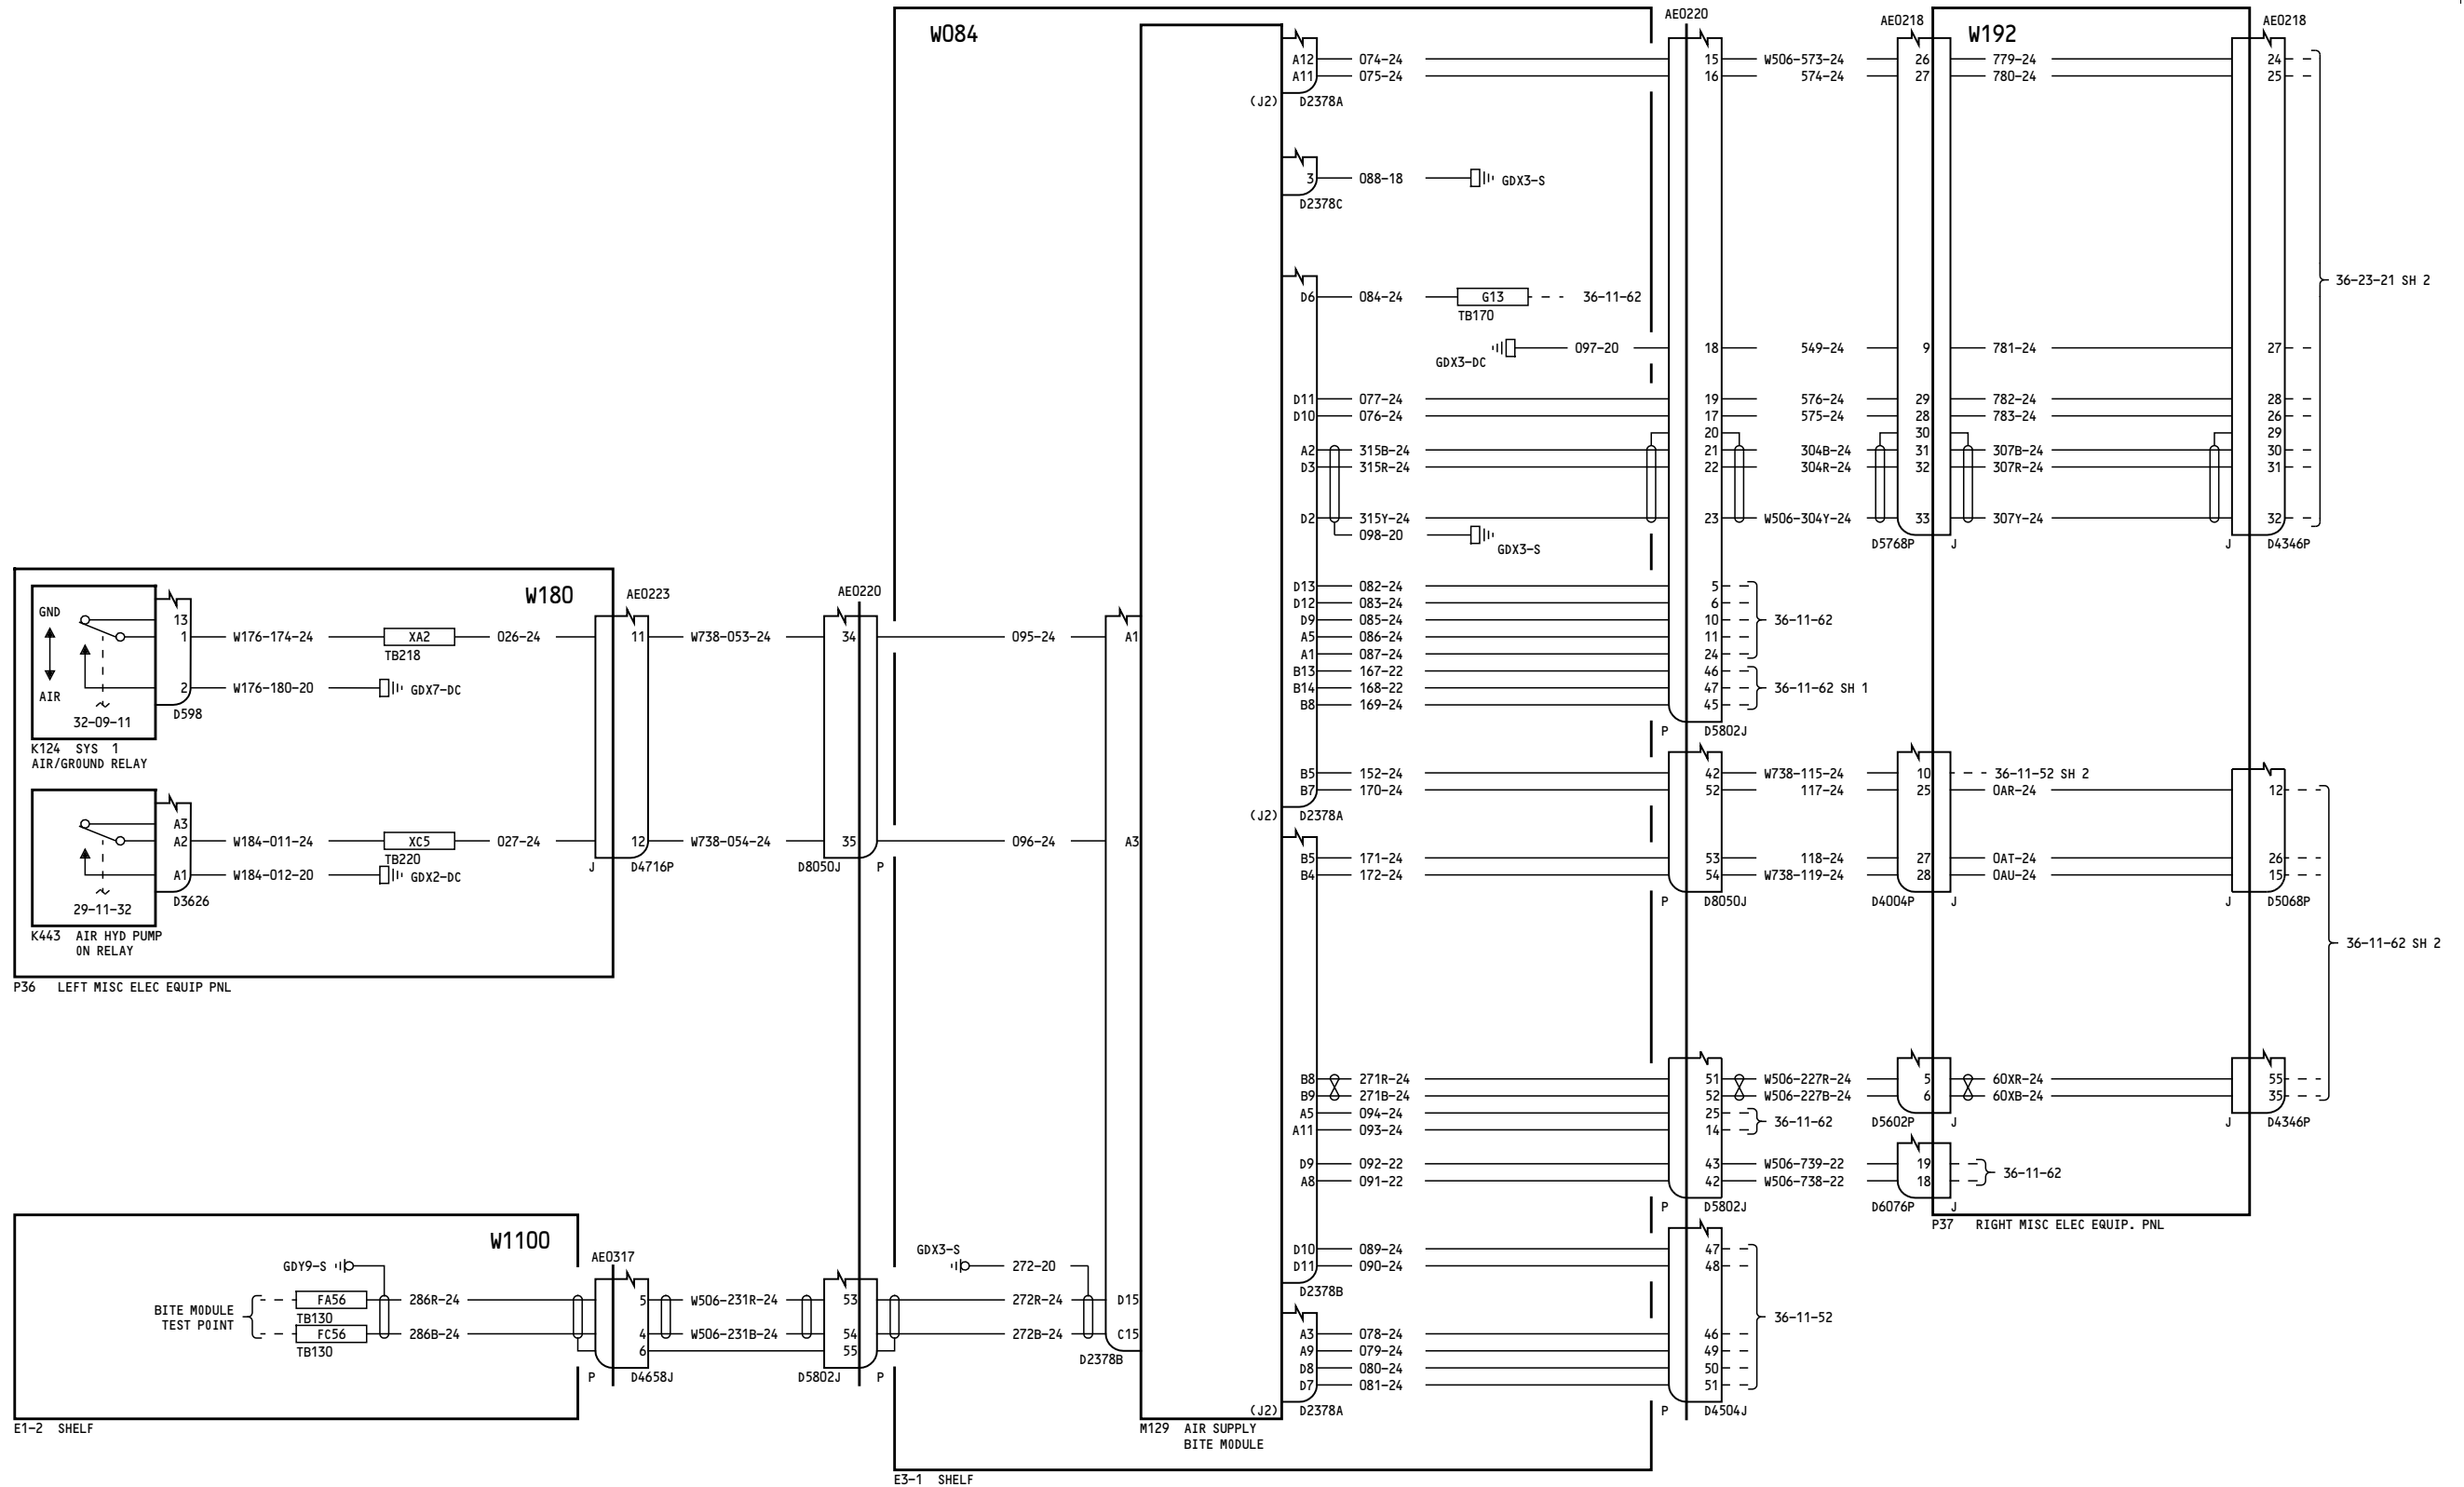 W084
AE0220
AE0218
W192
AE0218
A12 074-24 15 W506-573-24 26 779-24 24
A11 075-24 16 574-24 27 780-24 25
(J2) D2378A
3 088-18 GDX3-S
D2378C
36-23-21 SH 2
D6 084-24 G13 36-11-62
TB170
097-20 18 549-24 9 781-24 27
GDX3-DC
D11 077-24 19 576-24 29 782-24 28
D10 076-24 17 575-24 28 783-24 26
20 30 29
A2 315B-24 21 304B-24 31 307B-24 30
D3 315R-24 22 304R-24 32 307R-24 31
D2 315Y-24 23 W506-304Y-24 33 307Y-24 32
098-20 GDX3-S
D5768P J
J D4346P
D13 082-24 5
D12 083-24 6
D9 085-24 10
36-11-62
A5 086-24 11
A1 087-24 24
B13 167-22 46
B14 168-22 47 36-11-62 SH 1
B8 169-24 45
P D5802J
W180
AE0223
AE0220
GND
AIR
13
1 W176-174-24 XA2 026-24 11 W738-053-24 34 095-24 A1
TB218
2 W176-180-20 GDX7-DC
D598
32-09-11
K124 SYS 1
AIR/GROUND RELAY
B5 152-24 42 W738-115-24 10 36-11-52 SH 2
B7 170-24 52 117-24 25 0AR-24 12
(J2) D2378A
A3
A2 W184-011-24 XC5 027-24 12 W738-054-24 35 096-24 A3
TB220
A1 W184-012-20 GDX2-DC
J D4716P
D8050J P
D3626
29-11-32
K443 AIR HYD PUMP
ON RELAY
P36 LEFT MISC ELEC EQUIP PNL
B5 171-24 53 118-24 27 0AT-24 26
B4 172-24 54 W738-119-24 28 0AU-24 15
P D8050J
D4004P J
J D5068P
36-11-62 SH 2
B8 271R-24 51 W506-227R-24 5 60XR-24 55
B9 271B-24 52 W506-227B-24 6 60XB-24 35
A5 094-24 25
36-11-62
A11 093-24 14
D5602P J
J D4346P
D9 092-22 43 W506-739-22 19
36-11-62
A8 091-22 42 W506-738-22 18
P D5802J
D6076P J
P37 RIGHT MISC ELEC EQUIP. PNL
W1100
AE0317
GDX3-S
D10 089-24 47
GDY9-S
272-20
D11 090-24 48
D2378B
BITE MODULE
TEST POINT
FA56 286R-24 5 W506-231R-24 53 272R-24 D15
TB130
FC56 286B-24 4 W506-231B-24 54 272B-24 C15
TB130
6 55
D2378B
P D4658J
D5802J P
E1-2 SHELF
36-11-52
A3 078-24 46
A9 079-24 49
D8 080-24 50
D7 081-24 51
(J2) D2378A
P D4504J
M129 AIR SUPPLY
BITE MODULE
E3-1 SHELF